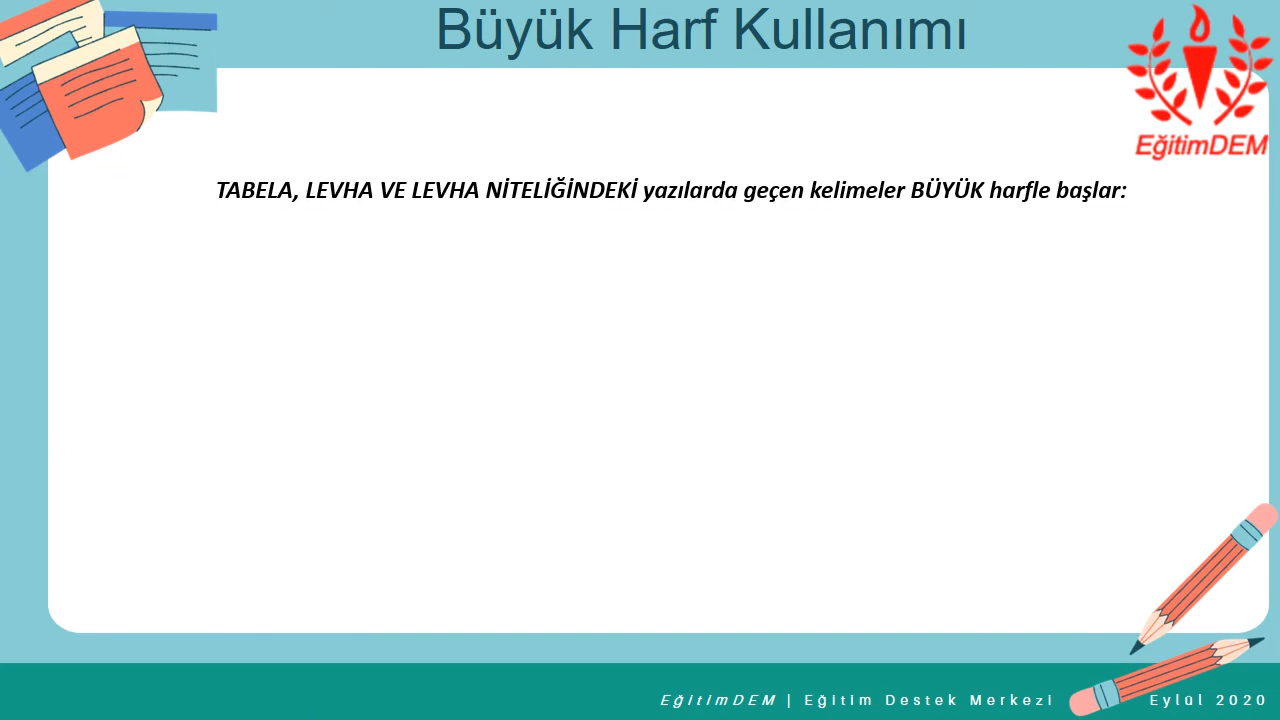 Büyük Harf Kullanımı
EğitimDEM
TABELA, LEVHA VE LEVHA NİTELİĞİNDEKİ yazılarda geçen kelimeler BÜYÜK harfle başlar:
EğitimDEM | Eğitim Destek Merkezi
Eylül 2020